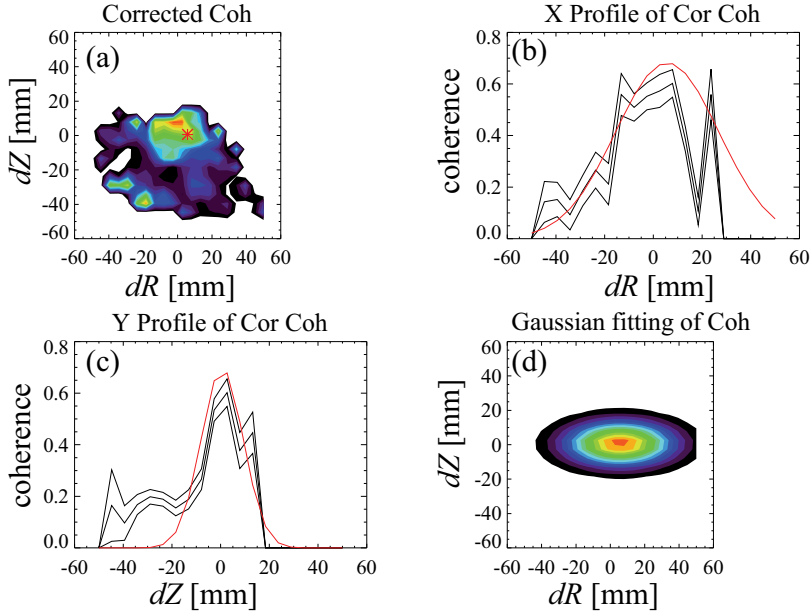 Corrected Coh
(a)
60
40
20
0
-20
-40
-60
dZ [mm]
-60 -40 -20 0 20 40 60
dR [mm]
X Profile of Cor Coh
(b)
0.8
0.6
0.4
0.2
0.0
coherence
-60 -40 -20 0 20 40 60
dR [mm]
Y Profile of Cor Coh
(c)
0.8
0.6
0.4
0.2
0.0
coherence
-60 -40 -20 0 20 40 60
dZ [mm]
Gaussian fitting of Coh
(d)
60
40
20
0
-20
-40
-60
dZ [mm]
-60 -40 -20 0 20 40 60
dR [mm]